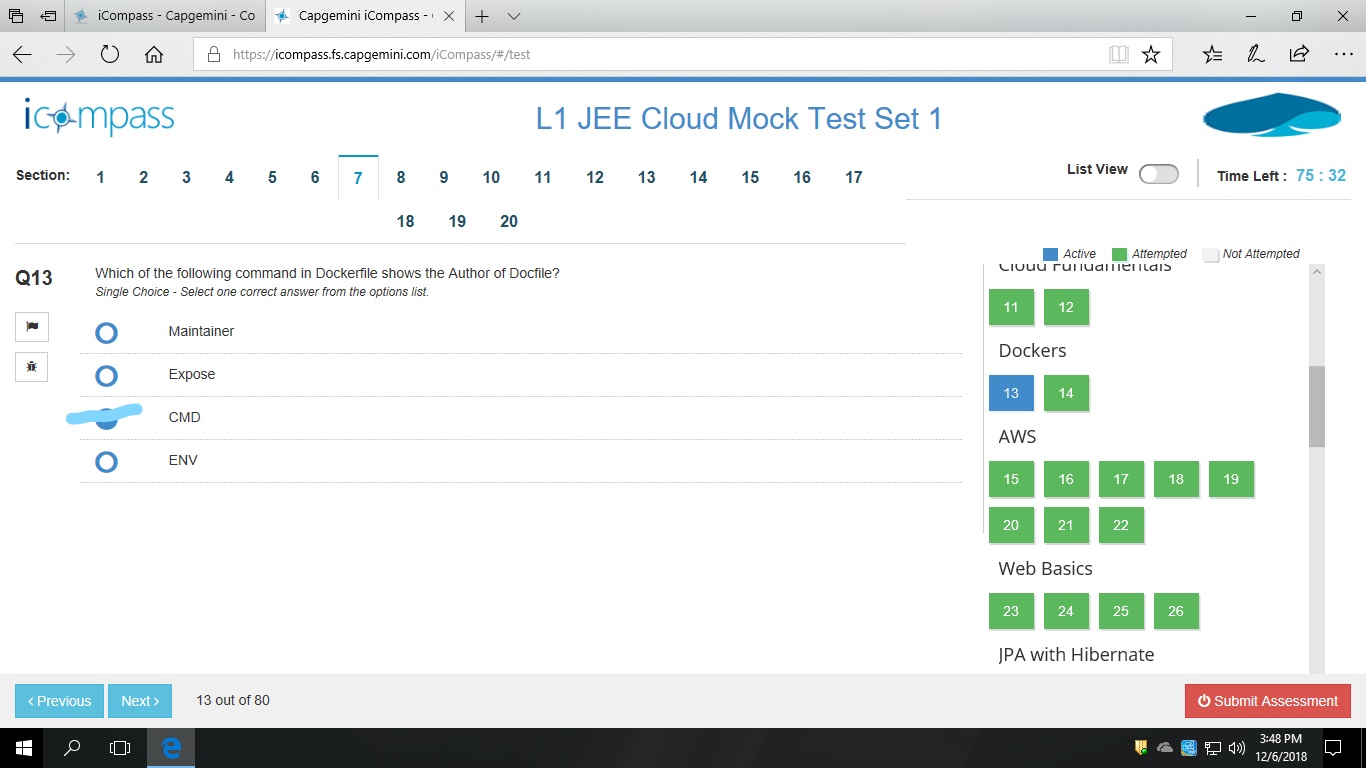 iCompass - Capgemini - Co
Capgemini iCompass -
https://icompass.fs.capgemini.com/iCompass/#/test
icompass
L1 JEE Cloud Mock Test Set 1
Section: 1 2 3 4 5 6 7 8 9 10 11 12 13 14 15 16 17
18 19 20
List View
Time Left : 75 : 32
Active Attempted Not Attempted
Q13
Which of the following command in Dockerfile shows the Author of Docfile?
Single Choice - Select one correct answer from the options list.
Maintainer
Expose
CMD
ENV
Cloud Fundamentals
11 12
Dockers
13 14
AWS
15 16 17 18 19
20 21 22
Web Basics
23 24 25 26
JPA with Hibernate
< Previous Next > 13 out of 80
Submit Assessment
3:48 PM
12/6/2018